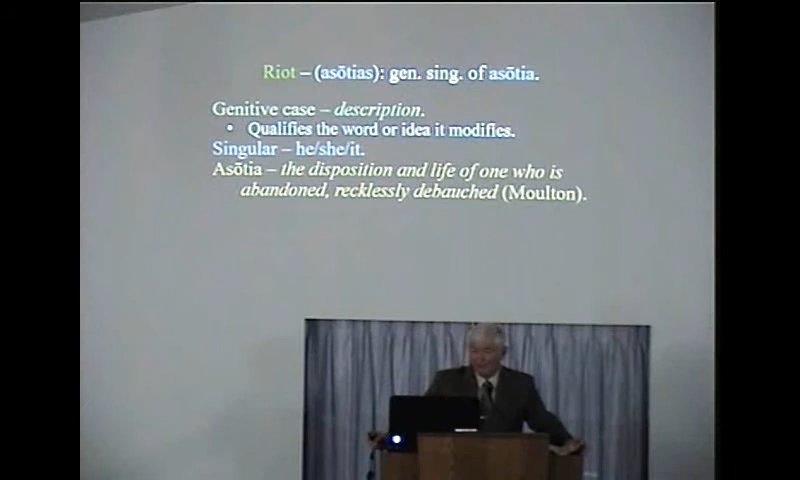 Riot – (asōtias): gen. sing. of asōtia.
Genitive case – description.
• Qualifies the word or idea it modifies.
Singular – he/she/it.
Asōtia – the disposition and life of one who is
abandoned, recklessly debauched (Moulton).